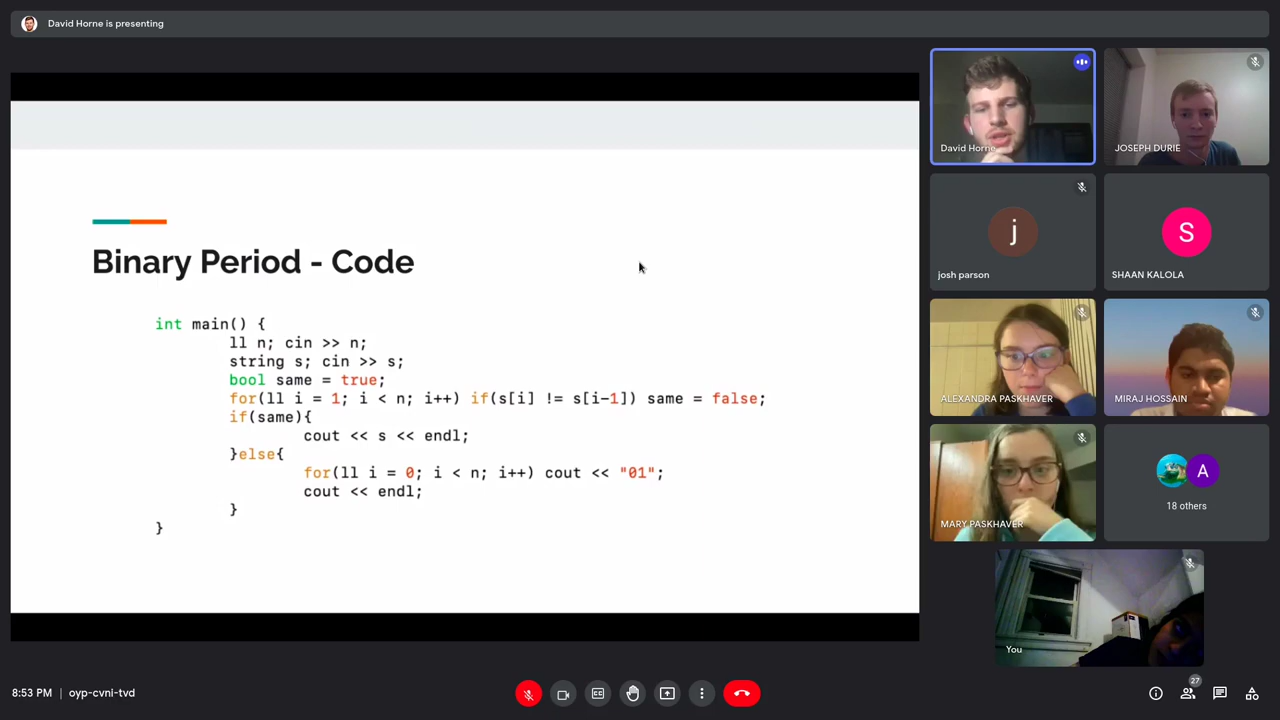 David Horne is presenting
Binary Period - Code
int main() {
ll n; cin >> n;
string s; cin >> s;
bool same = true;
for(ll i = 1; i < n; i++) if(s[i] != s[i-1]) same = false;
if(same){
cout << s << endl;
}else{
for(ll i = 0; i < n; i++) cout << "01";
cout << endl;
}
}
David Horne
JOSEPH DURIE
j
josh parson
S
SHAAN KALOLA
ALEXANDRA PASKHAVER
MIRAJ HOSSAIN
MARY PASKHAVER
A
18 others
You
8:53 PM | oyp-cvnl-tvd
CC
27